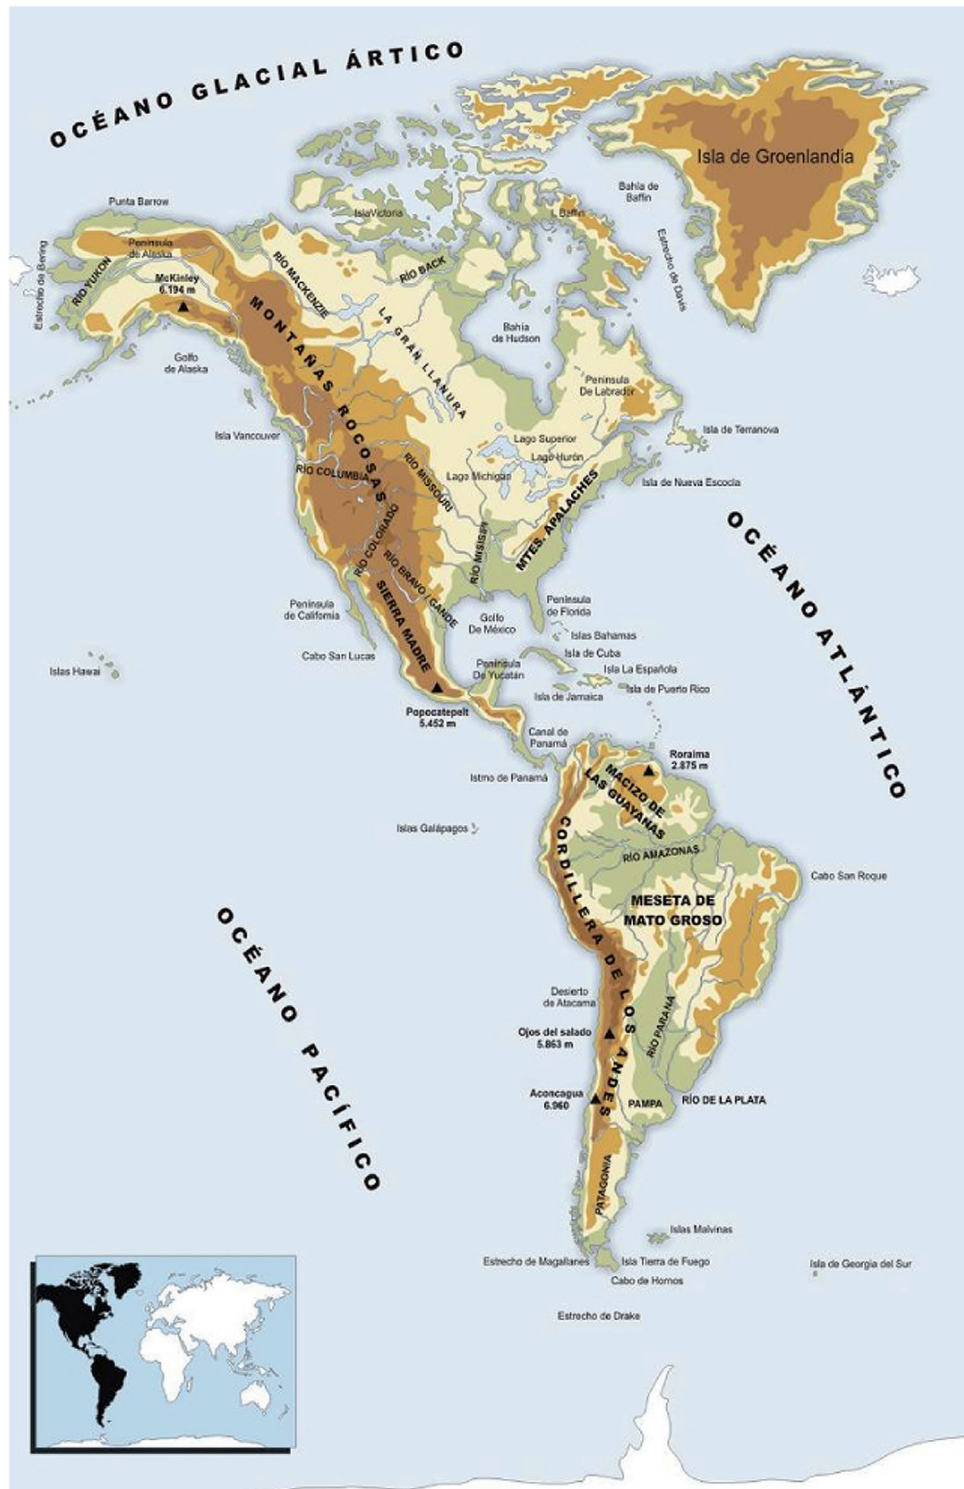 OCÉANO GLACIAL ÁRTICO
Isla de Groenlandia
Bahía de
Baffin
Punta Barrow
IslaVictoria
I. Baffin
Estrecho de Davis
Estrecho de Bering
Península
de Alaska
RÍO YUKON
McKinley
6.194 m
RÍO MACKENZIE
RÍO BACK
MONTAÑAS ROCOSAS
LA GRAN LLANURA
Bahía
de Hudson
Golfo
de Alaska
Península
De Labrador
Isla Vancouver
Isla de Terranova
Lago Superior
Lago Hurón
Lago Michigan
RÍO COLUMBIA
RÍO MISSOURI
Isla de Nueva Escocia
MTES. APALACHES
RÍO COLORADO
RÍO MISISSI
RÍO BRAVO / GANDE
SIERRA MADRE
OCÉANO ATLÁNTICO
Península
de California
Península
de Florida
Golfo
De México
Islas Bahamas
Isla de Cuba
Cabo San Lucas
Península
De Yucatán
Isla La Española
Islas Hawai
Isla de Puerto Rico
Isla de Jamaica
Popocatepelt
5.452 m
Canal de
Panamá
Istmo de Panamá
Roraima
2.875 m
MACIZO DE
LAS GUAYANAS
Islas Galápagos
RÍO AMAZONAS
Cabo San Roque
CORDILLERA DE LOS ANDES
MESETA DE
MATO GROSO
OCÉANO PACÍFICO
Desierto
de Atacama
Ojos del salado
5.863 m
RÍO PARANA
Aconcagua
6.960
PAMPA
RÍO DE LA PLATA
PATAGONIA
Islas Malvinas
Estrecho de Magallanes
Isla Tierra de Fuego
Isla de Georgia del Sur
Cabo de Hornos
Estrecho de Drake